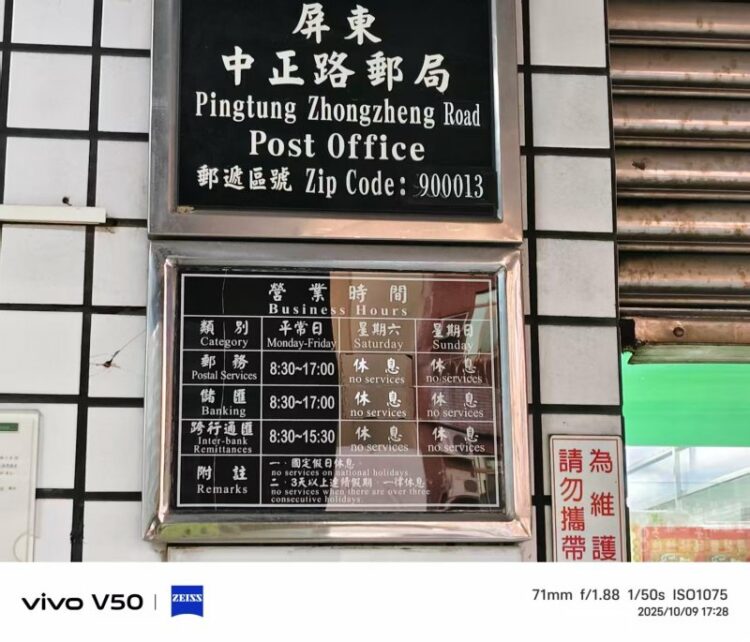 屏東
中正路郵局
Pingtung Zhongzheng Road
Post Office
郵遞區號 Zip Code: 900013
營業時間
Business Hours
類別 平常日 星期六 星期日
Category Monday-Friday Saturday Sunday
郵務 8:30~17:00 休息 休息
Postal Services no services no services
儲匯 8:30~17:00 休息 休息
Banking no services no services
跨行通匯 8:30~15:30 休息 休息
Inter-bank Remittances no services no services
附註 一、國定假日休息。
Remarks no services on national holidays.
二、3天以上連續假期，一律休息
no services when there are over three
consecutive holidays.
為維護
請勿攜帶
vivo V50 | ZEISS
71mm f/1.88 1/50s ISO1075
2025/10/09 17:28